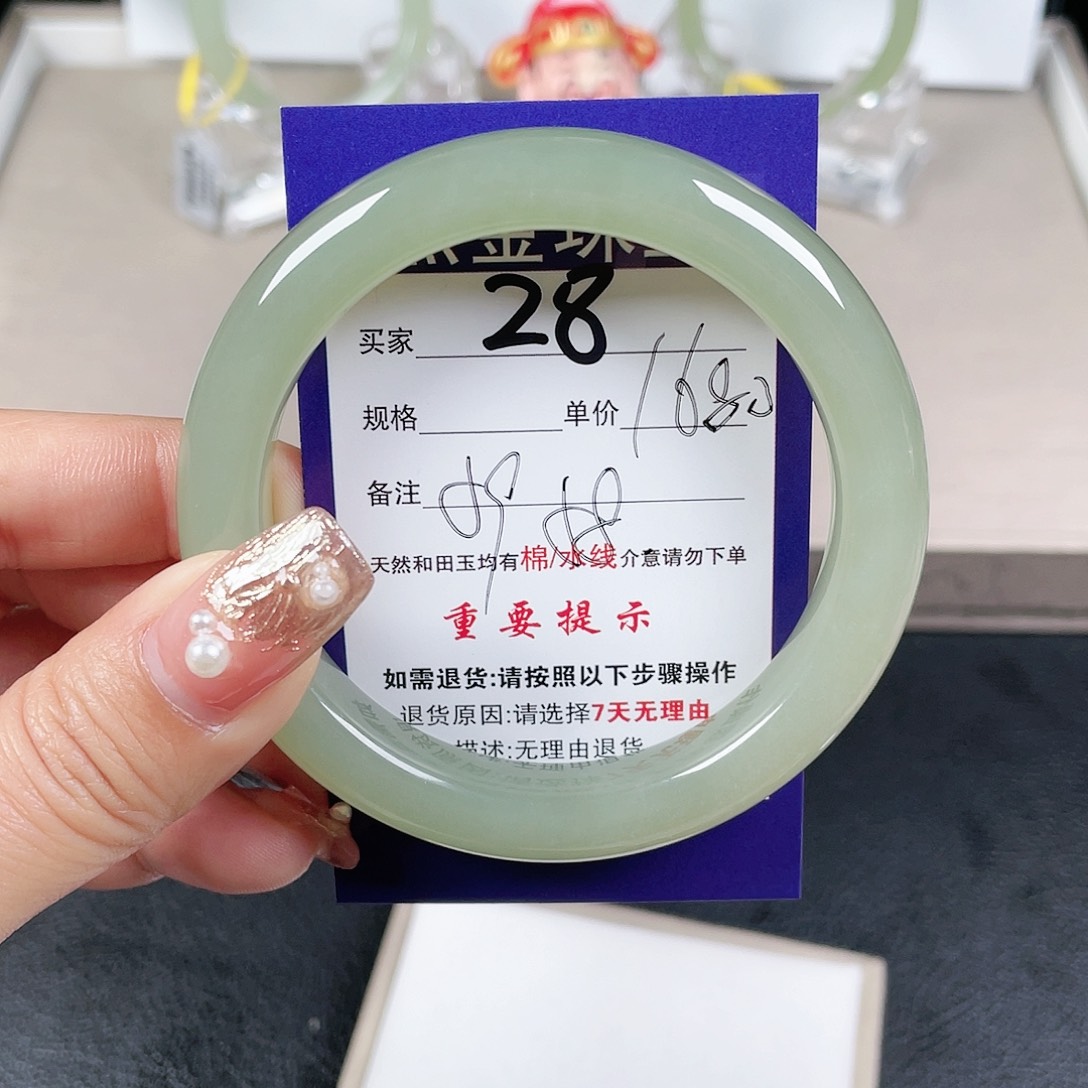 金珠
28
买家
规格 单价 1680
备注
天然和田玉均有棉/水线介意请勿下单
重要提示
如需退货:请按照以下步骤操作
退货原因:请选择7天无理由
描述:无理由退货